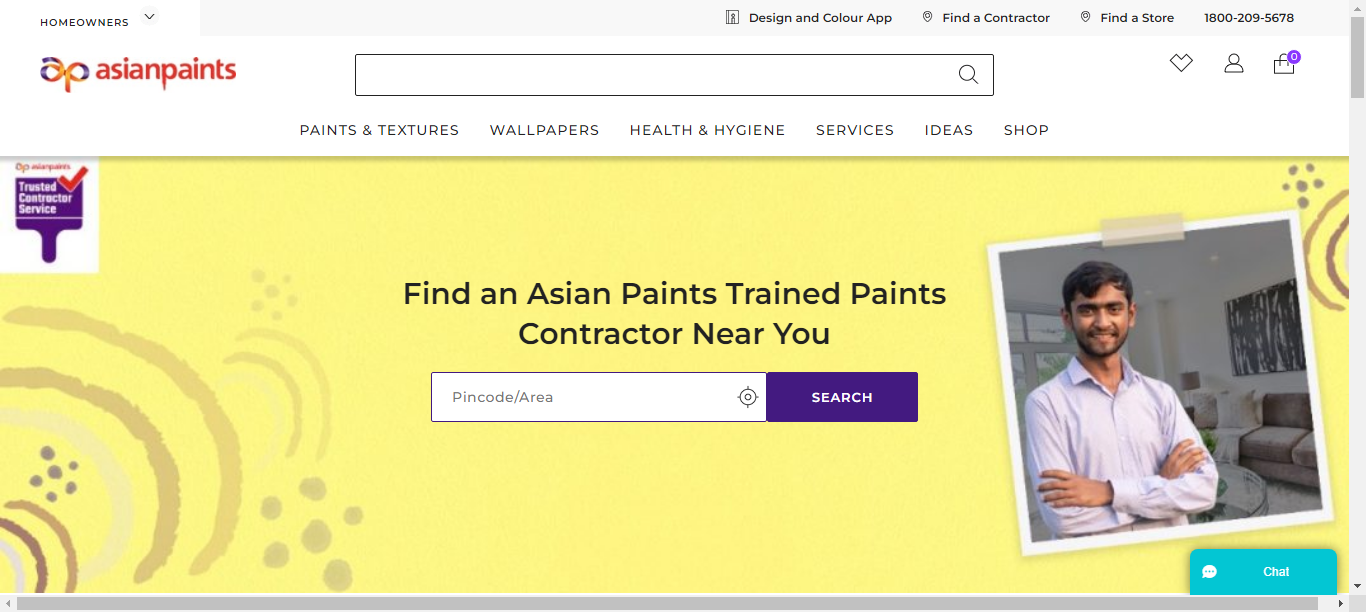 HOMEOWNERS
Design and Colour App
Find a Contractor
Find a Store
1800-209-5678
ap asianpaints
0
PAINTS & TEXTURES
WALLPAPERS
HEALTH & HYGIENE
SERVICES
IDEAS
SHOP
ap asianpaints
Trusted
Contractor
Service
Find an Asian Paints Trained Paints
Contractor Near You
Pincode/Area
SEARCH
Chat